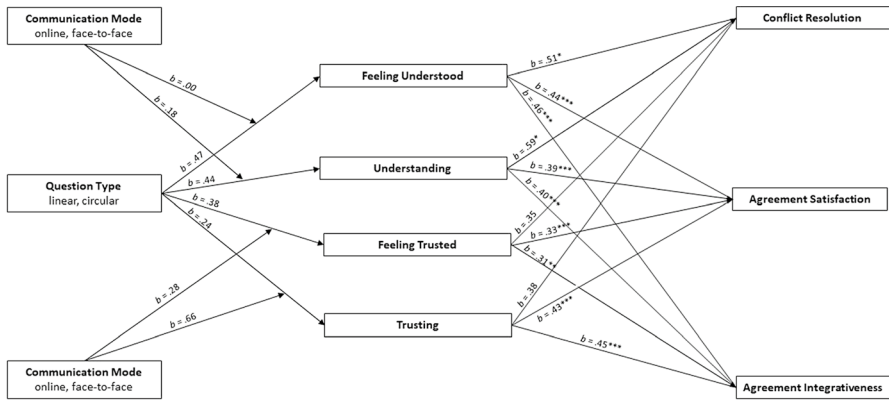 Communication Mode
online, face-to-face
Conflict Resolution
b = .00
b = .18
Feeling Understood
b = .51*
b = .44***
b = .46***
b = .47
b = .59*
Question Type
linear, circular
b = .44
Understanding
b = .39***
b = .40***
Agreement Satisfaction
b = .38
b = .24
b = .35
b = .33***
Feeling Trusted
b = .31**
b = .28
b = .66
b = .38
b = .43***
Trusting
b = .45***
Communication Mode
online, face-to-face
Agreement Integrativeness